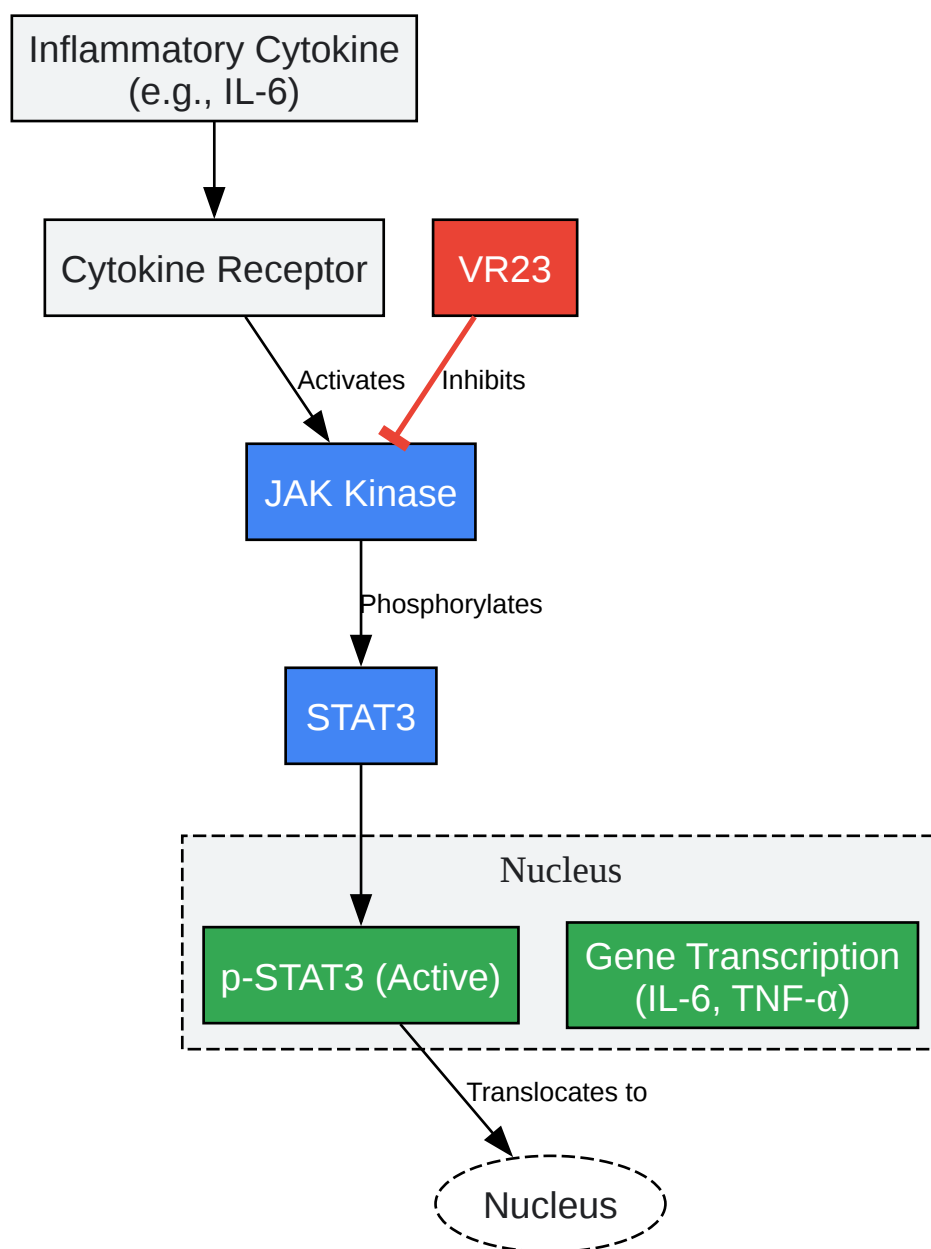 Inflammatory Cytokine
(e.g., IL-6)
Cytokine Receptor
VR23
Activates
Inhibits
JAK Kinase
Phosphorylates
STAT3
Nucleus
p-STAT3 (Active)
Gene Transcription
(IL-6, TNF-α)
Translocates to
Nucleus